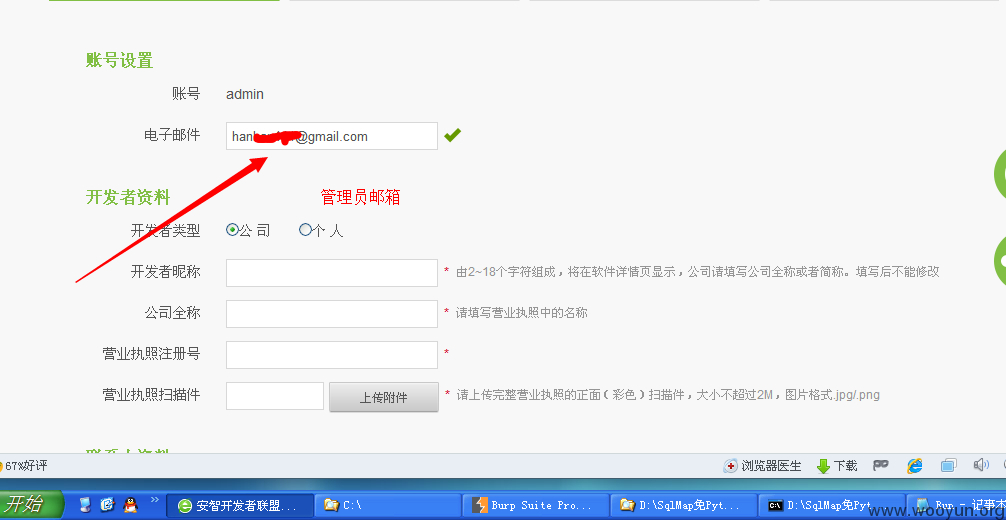 账号设置
账号 admin
电子邮件 han @gmail.com
开发者资料 管理员邮箱
开发者类型 公司 个人
开发者昵称 * 由2~18个字符组成，将在软件详情页显示，公司请填写公司全称或者简称。填写后不能修改
公司全称 * 请填写营业执照中的名称
营业执照注册号 *
营业执照扫描件 上传附件 * 请上传完整营业执照的正面（彩色）扫描件，大小不超过2M，图片格式.jpg/.png
67%好评 浏览器医生 下载
开始 安智开发者联盟... C:\ Burp Suite Pro... D:\SqlMap免Pyt... D:\SqlMap免Pyt Run - 记事本
www.wooyun.org